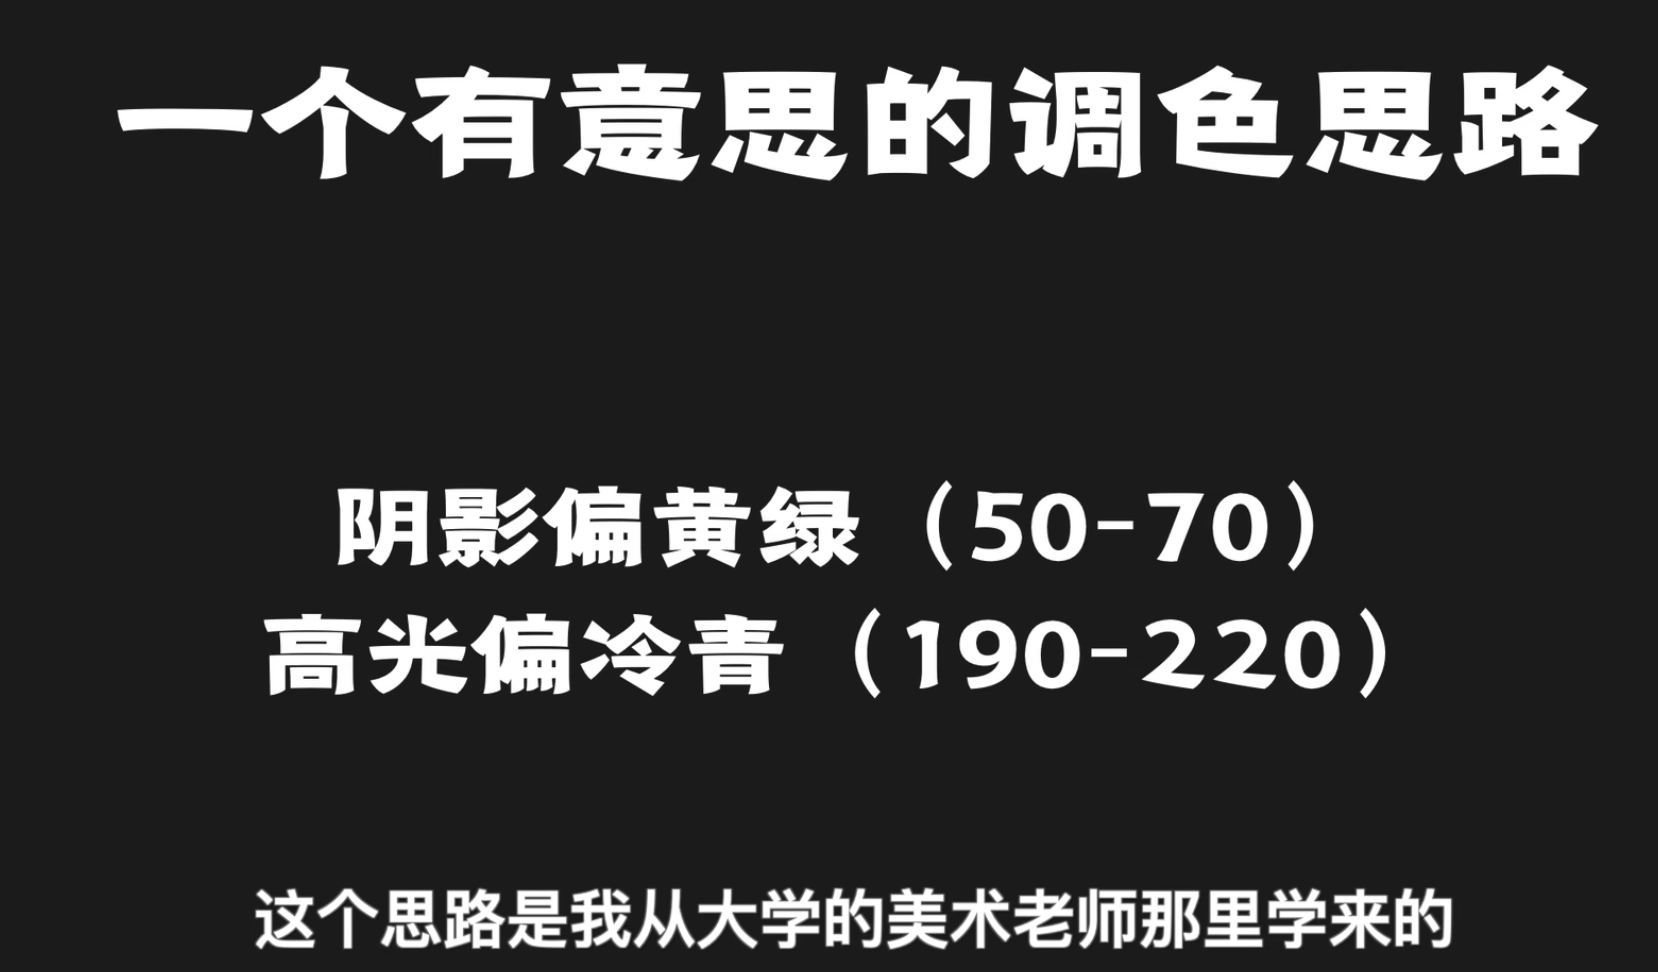 一个有意思的调色思路
阴影偏黄绿（50-70）
高光偏冷青（190-220）
这个思路是我从大学的美术老师那里学来的